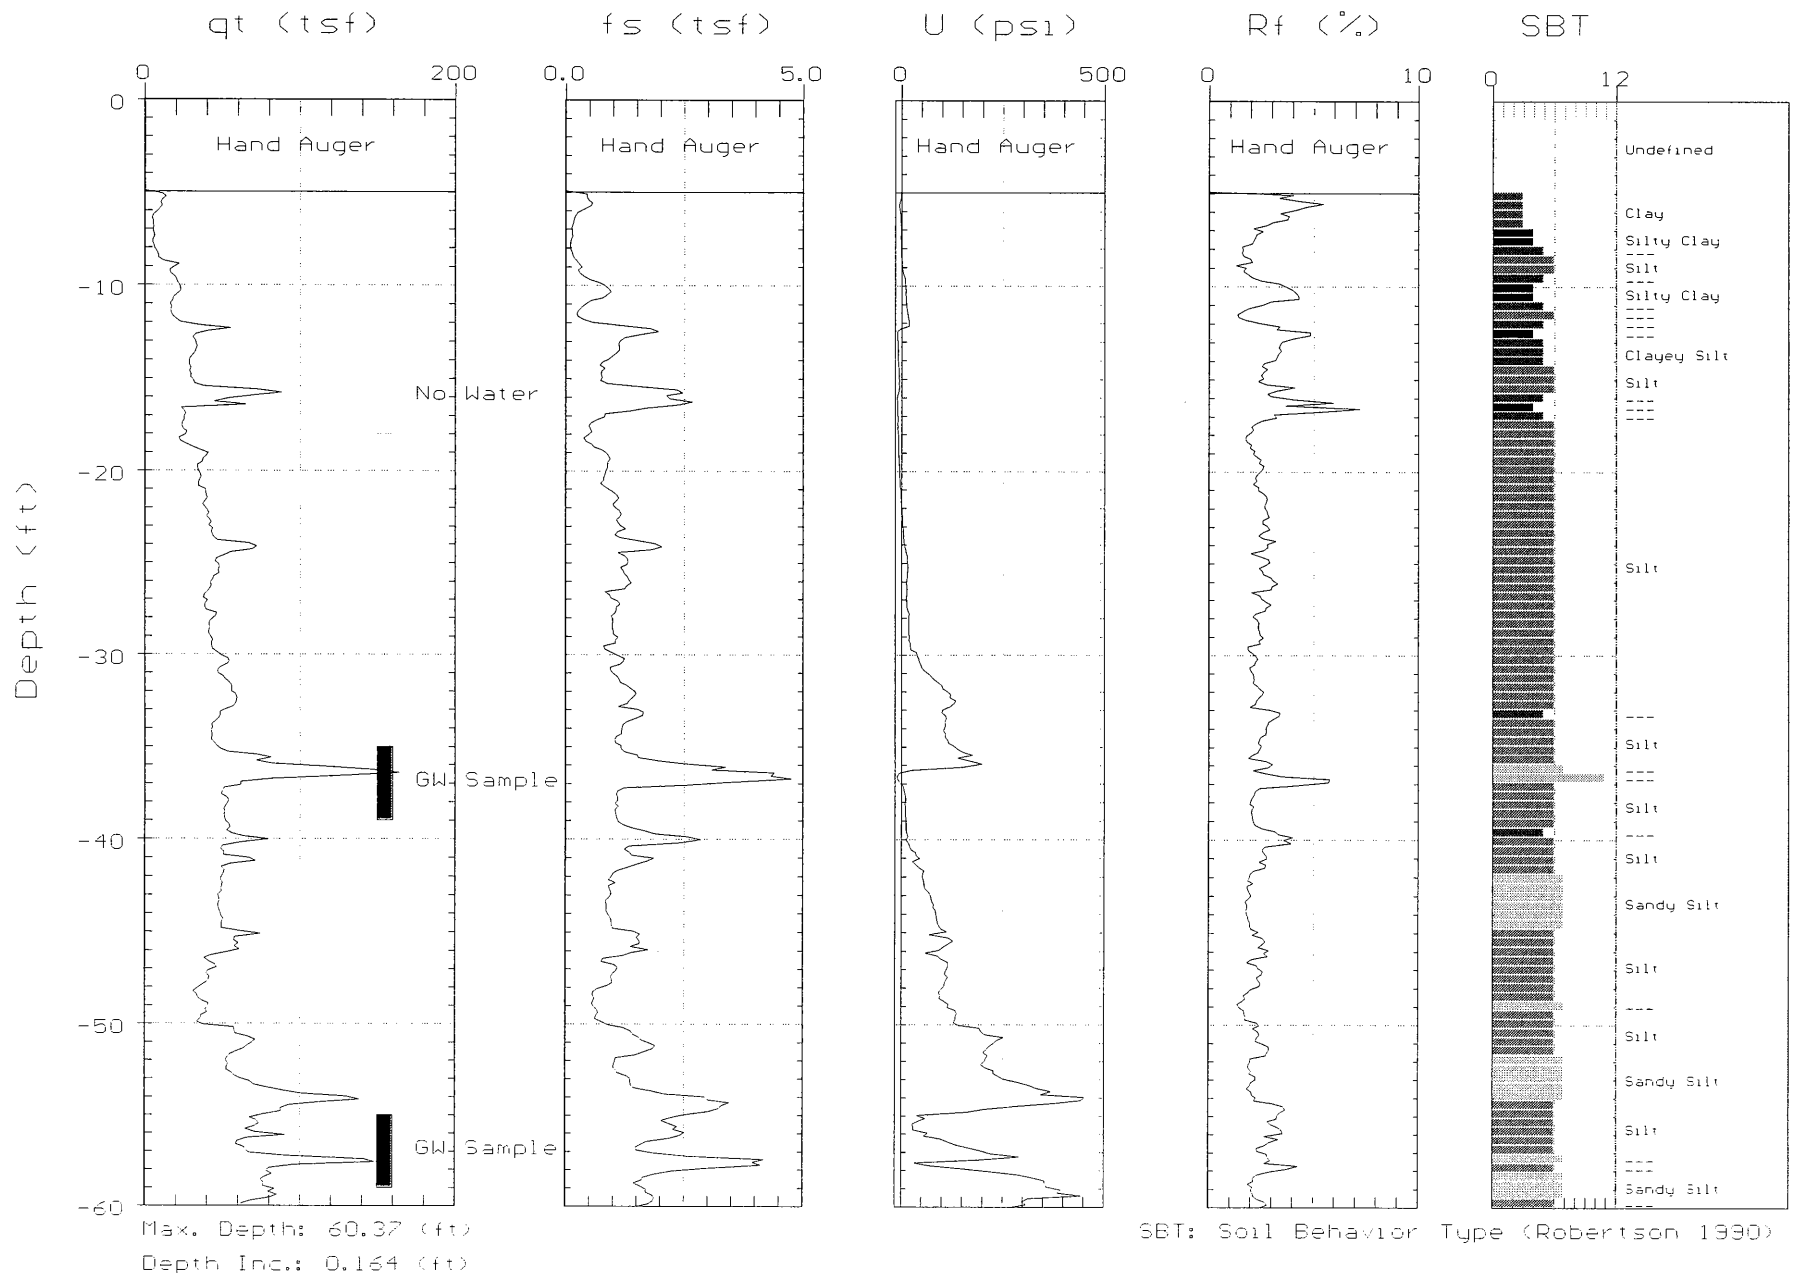 qt (tsf) fs (tsf) U (psi) Rf (%) SBT
0 200 0.0 5.0 0 500 0 10 0 12
0
Hand Auger Hand Auger Hand Auger Hand Auger
Undefined
Clay
Silty Clay
---
Silt
---
-10
Silty Clay
---
---
---
---
Clayey Silt
Silt
No Water
---
---
---
-20
Depth (ft)
Silt
-30
---
Silt
---
GW Sample
---
Silt
---
-40
Silt
Sandy Silt
Silt
---
-50
Silt
Sandy Silt
Silt
GW Sample
---
---
Sandy Silt
---
-60
Max. Depth: 60.37 (ft)
SBT: Soil Behavior Type (Robertson 1990)
Depth Inc.: 0.164 (ft)